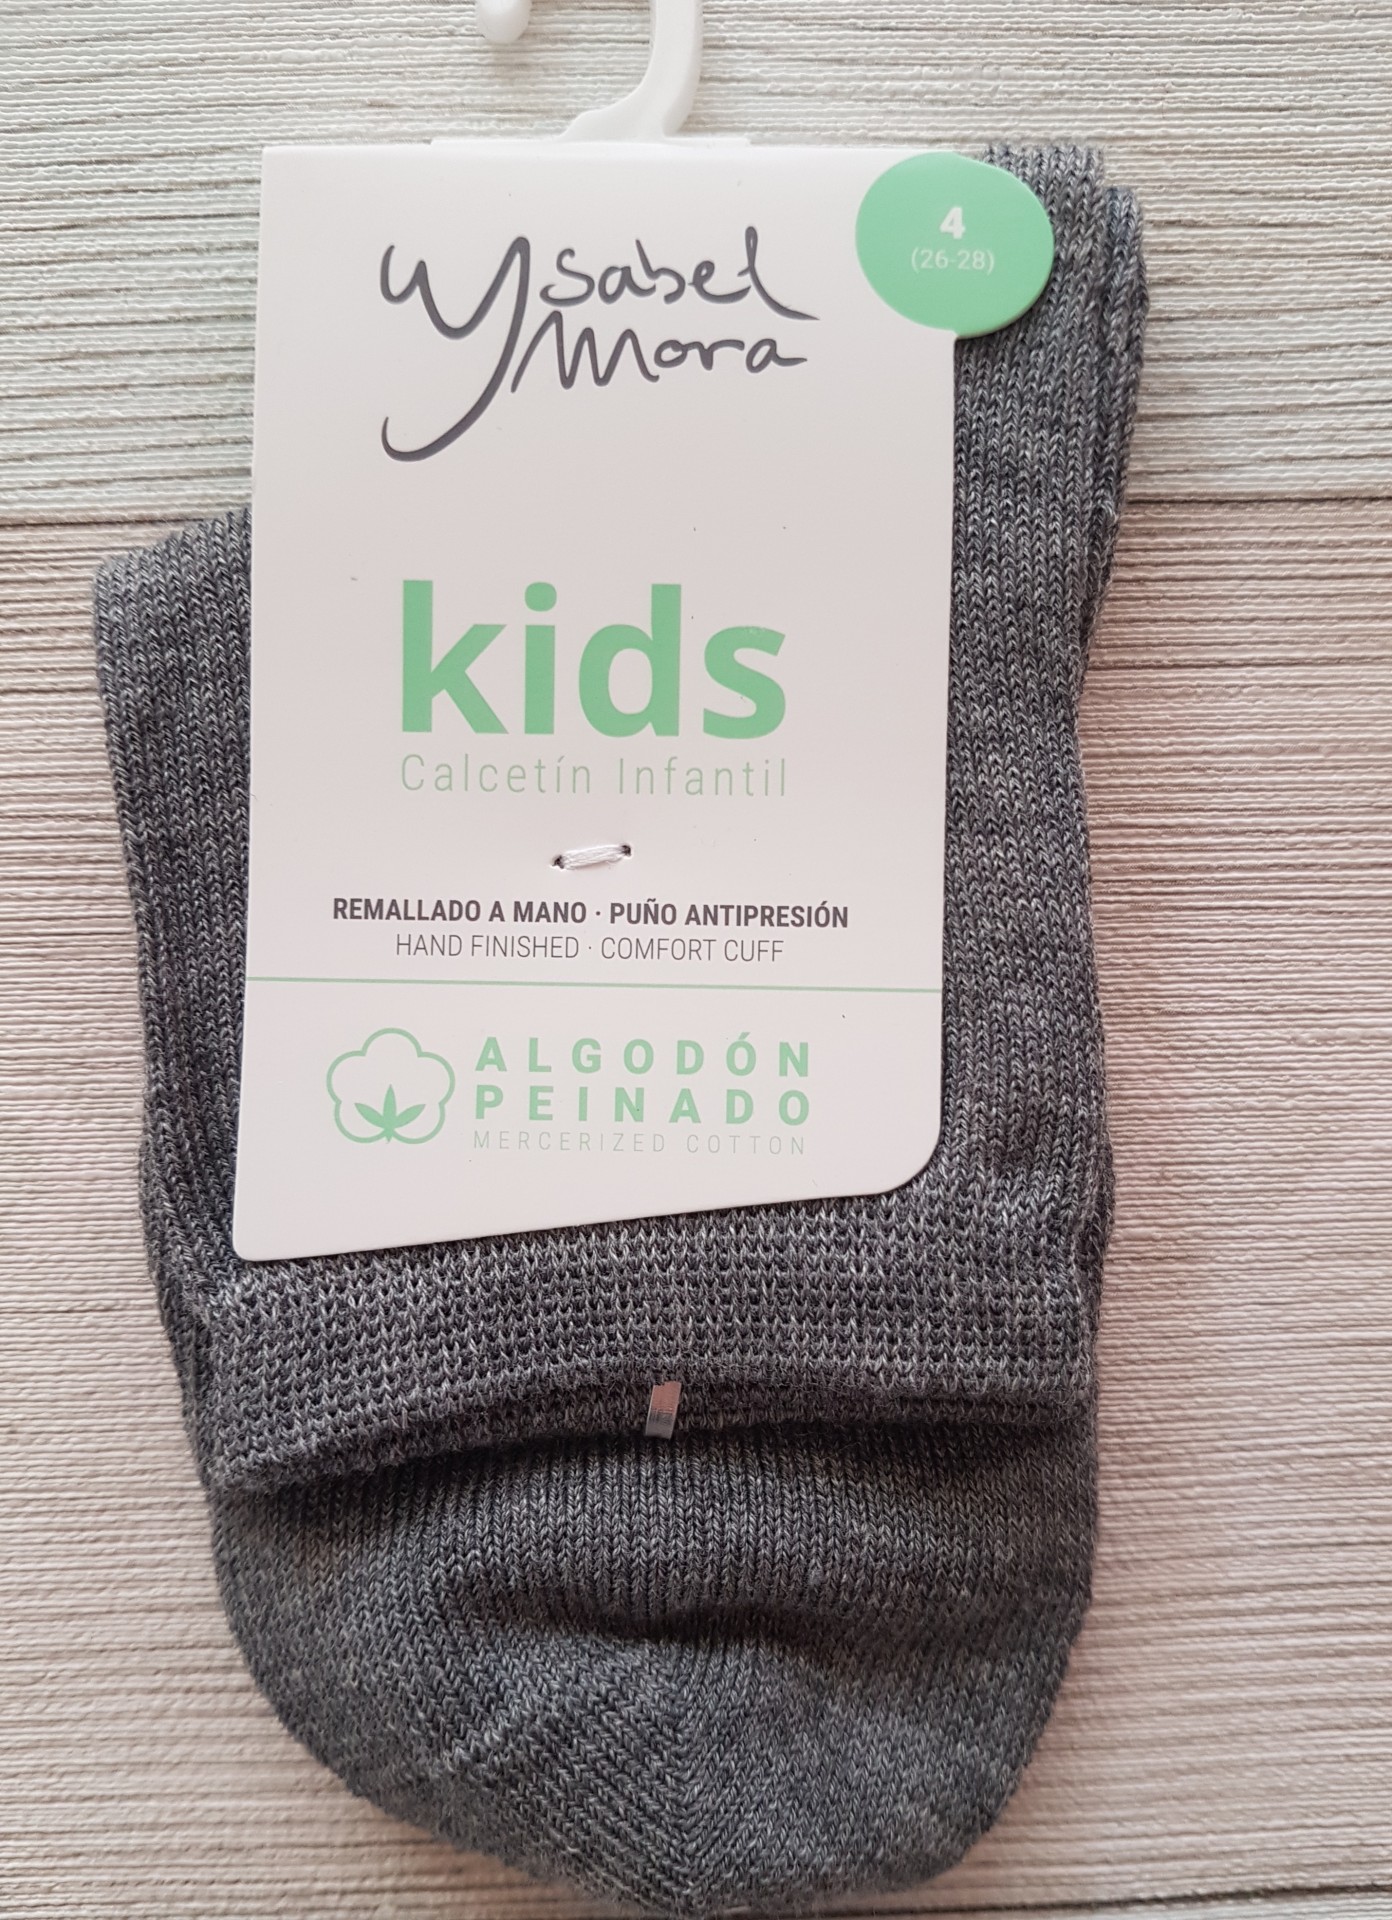 4
(26-28)
Ysabel
Mora
kids
Calcetín Infantil
REMALLADO A MANO · PUÑO ANTIPRESIÓN
HAND FINISHED · COMFORT CUFF
ALGODÓN
PEINADO
MERCERIZED COTTON